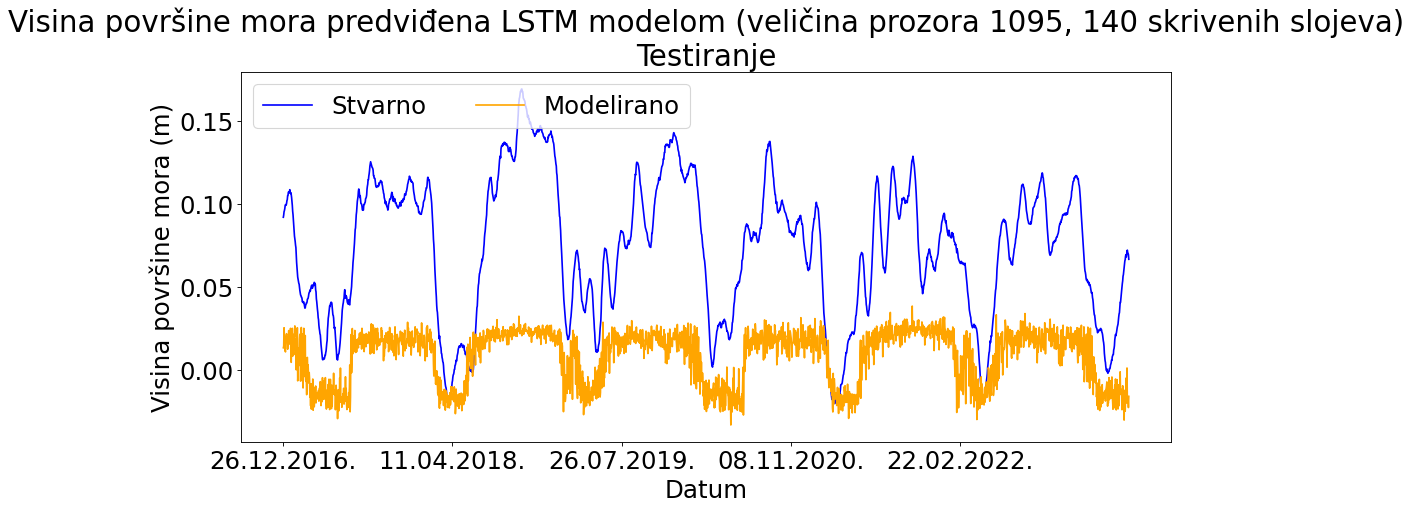 Visina površine mora predviđena LSTM modelom (veličina prozora 1095, 140 skrivenih slojeva)
Testiranje
Stvarno Modelirano
Visina površine mora (m)
0.15
0.10
0.05
0.00
26.12.2016. 11.04.2018. 26.07.2019. 08.11.2020. 22.02.2022.
Datum